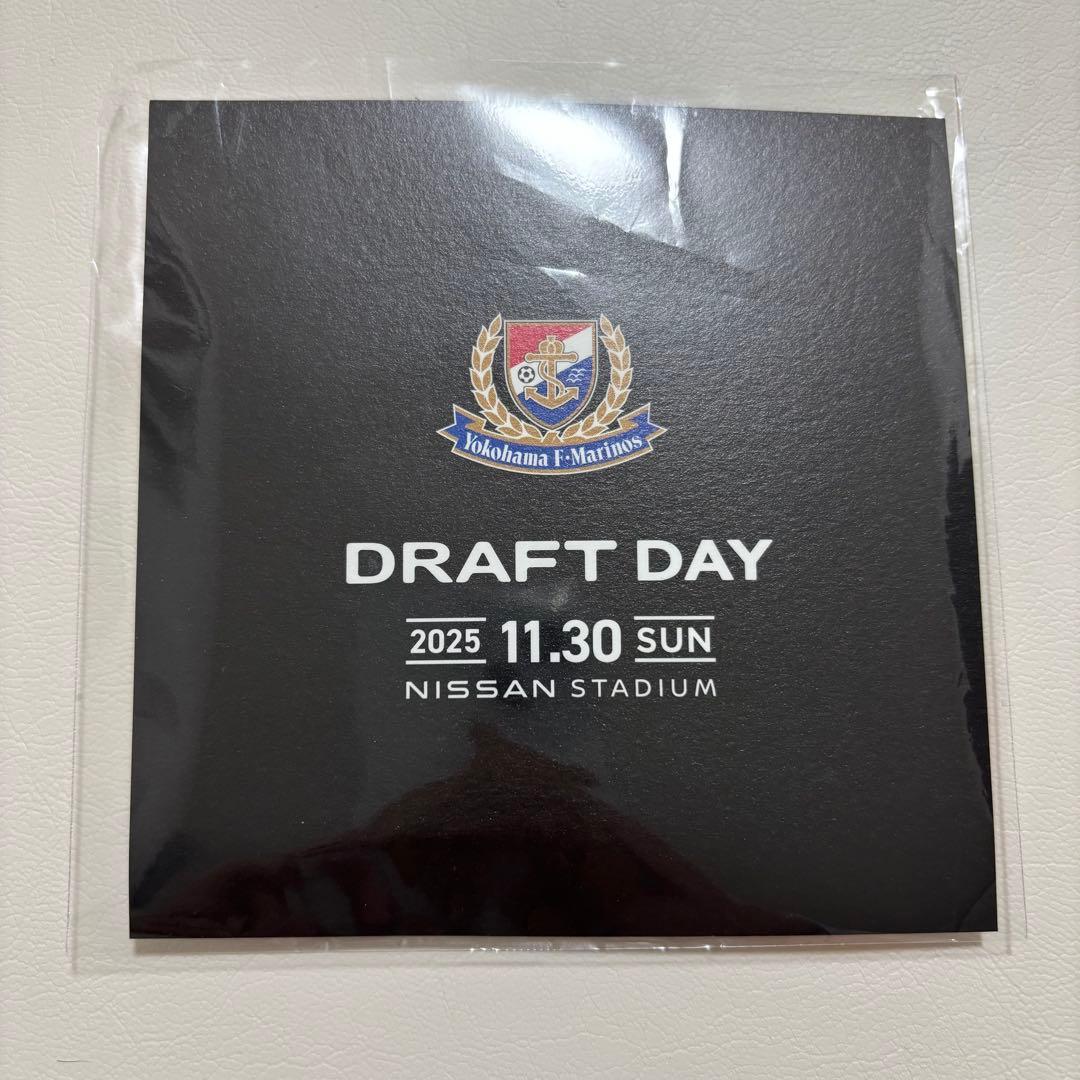 Yokohama F·Marinos
DRAFT DAY
2025 11.30 SUN
NISSAN STADIUM